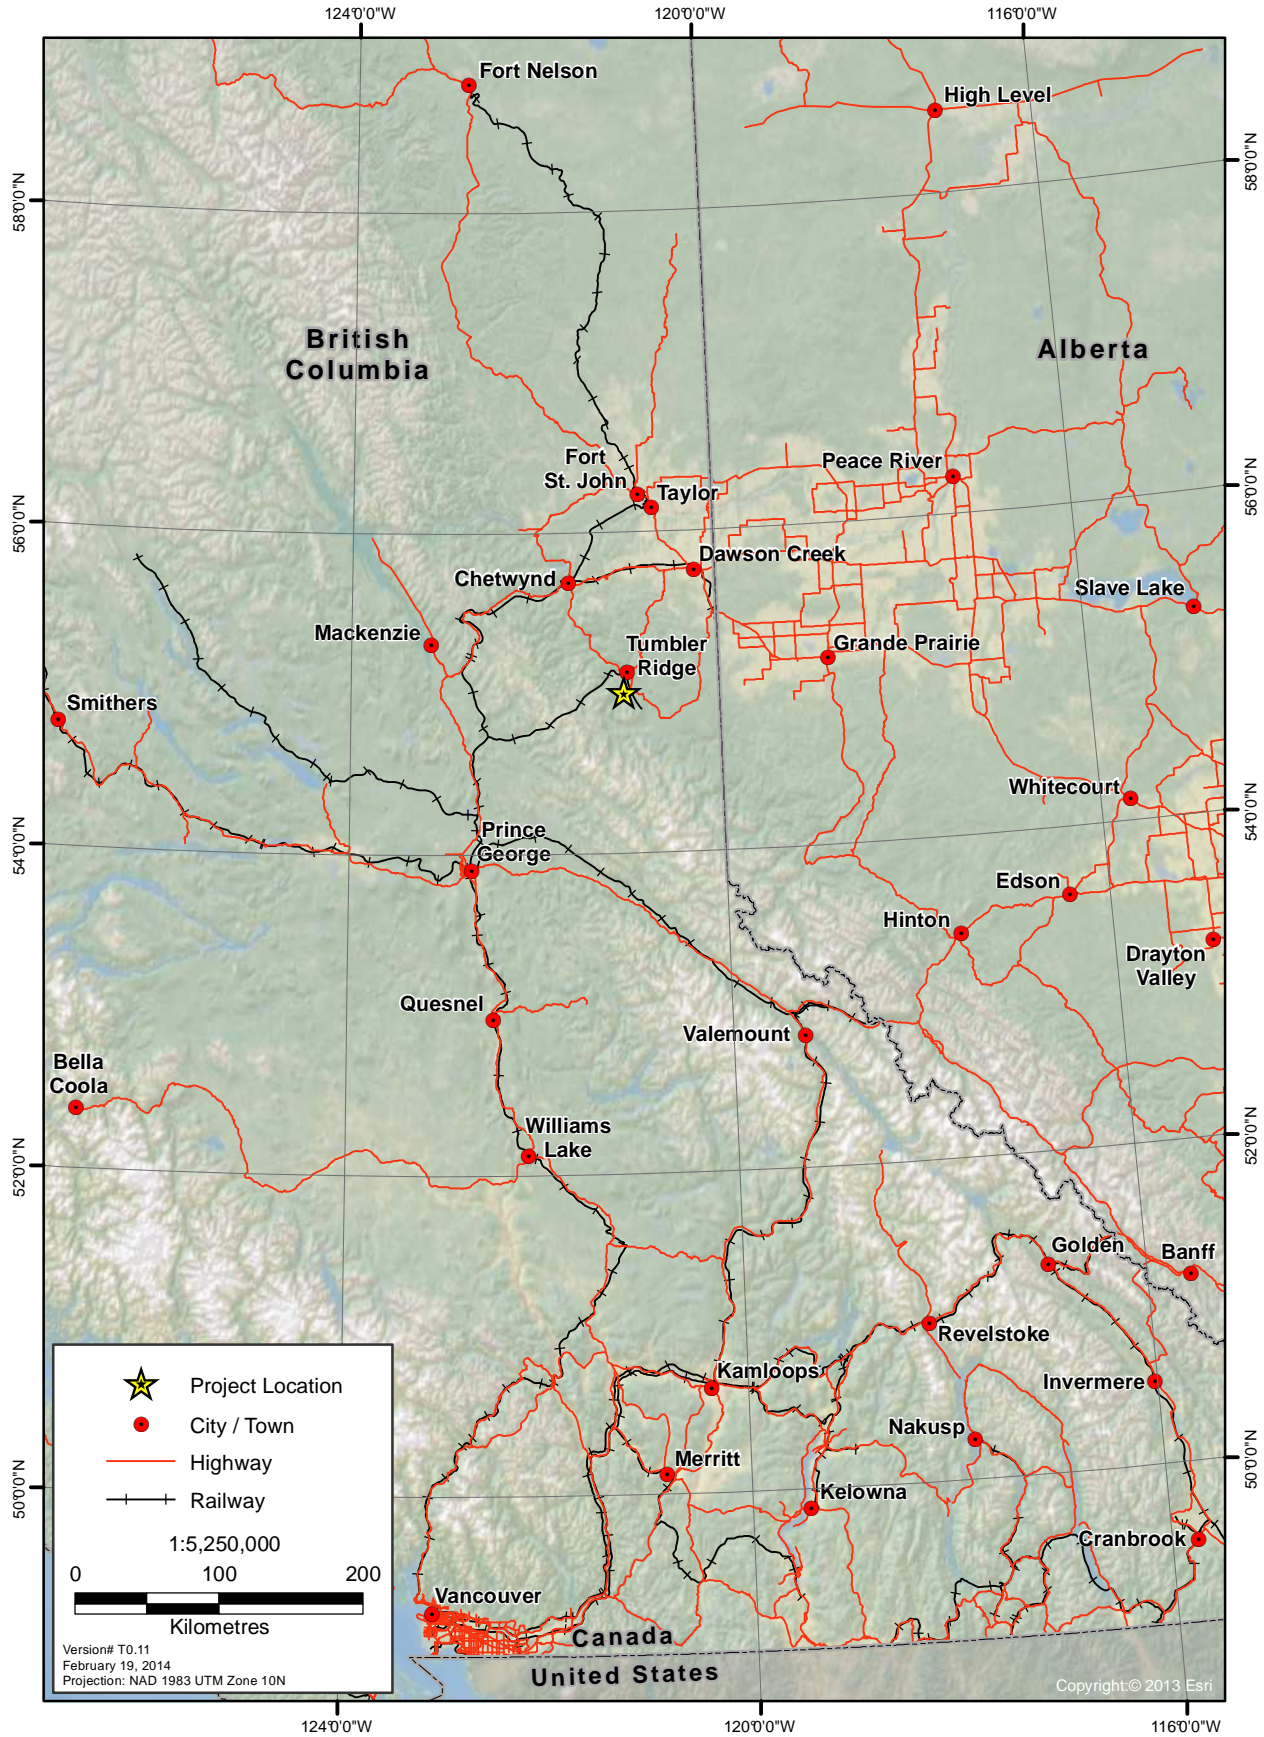 124°0'0"W
120°0'0"W
116°0'0"W
Fort Nelson
High Level
58°0'0"N
58°0'0"N
British
Columbia
Alberta
Fort
St. John
Peace River
Taylor
56°0'0"N
56°0'0"N
Dawson Creek
Chetwynd
Slave Lake
Mackenzie
Tumbler
Ridge
Grande Prairie
Smithers
Whitecourt
54°0'0"N
54°0'0"N
Prince
George
Edson
Hinton
Drayton
Valley
Quesnel
Valemount
Bella
Coola
Williams
Lake
52°0'0"N
52°0'0"N
Golden
Banff
Revelstoke
Kamloops
Invermere
Nakusp
Merritt
Kelowna
50°0'0"N
50°0'0"N
Cranbrook
Vancouver
Canada
United States
Project Location
City / Town
Highway
Railway
1:5,250,000
0 100 200
Kilometres
Version# T0.11
February 19, 2014
Projection: NAD 1983 UTM Zone 10N
Copyright:© 2013 Esri
124°0'0"W
120°0'0"W
116°0'0"W